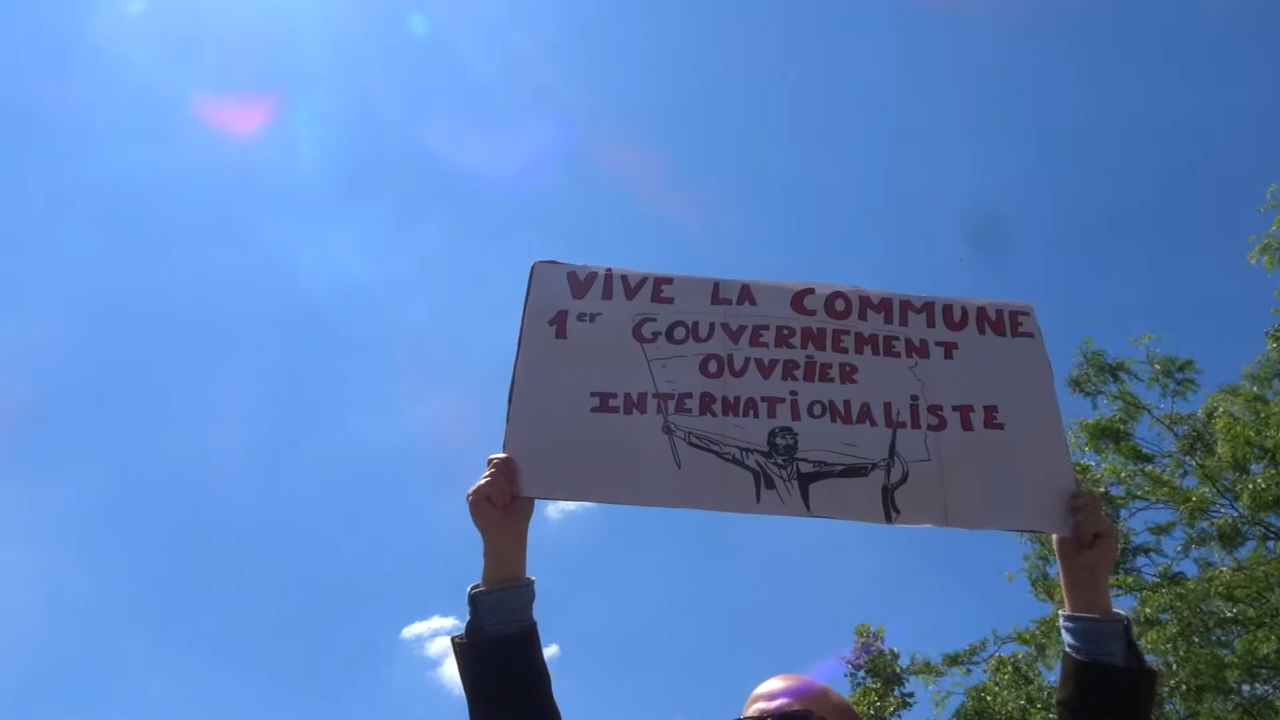 VIVE LA COMMUNE
1er GOUVERNEMENT
OUVRIER
INTERNATIONALISTE